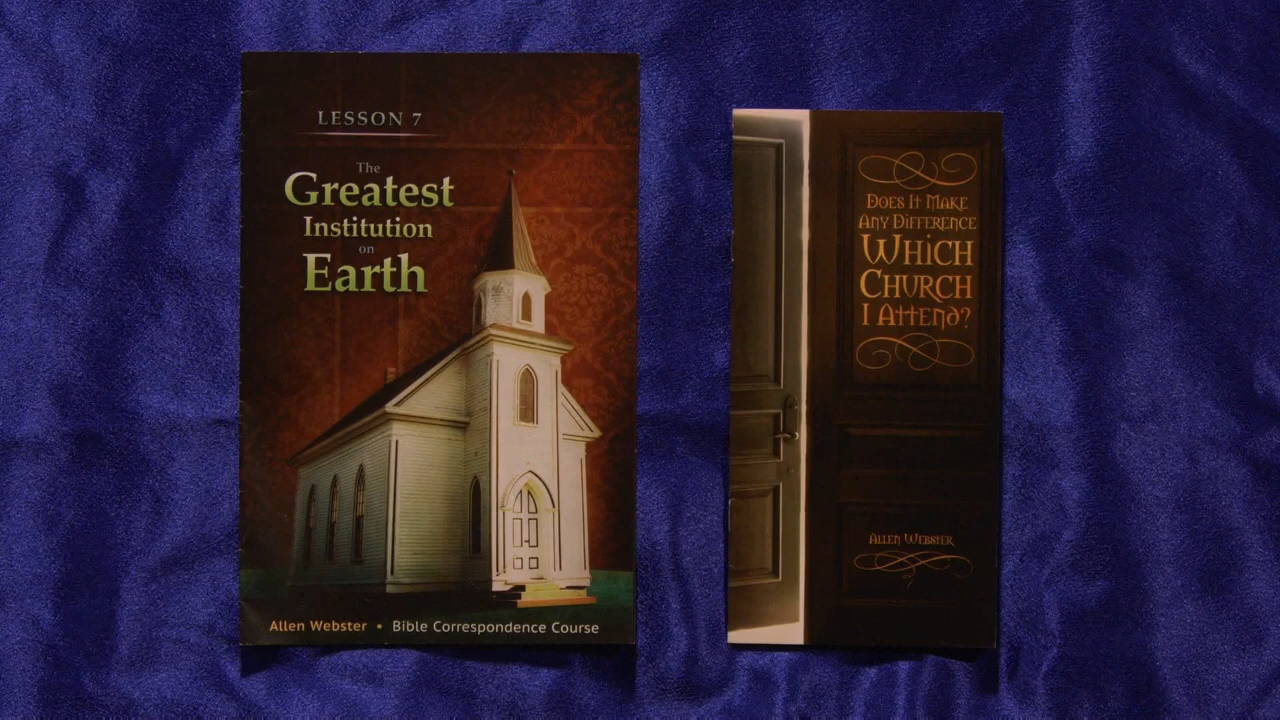 LESSON 7
The
Greatest
Institution
on
Earth
Allen Webster • Bible Correspondence Course
Does It Make
Any Difference
Which
Church
I Attend?
Allen Webster